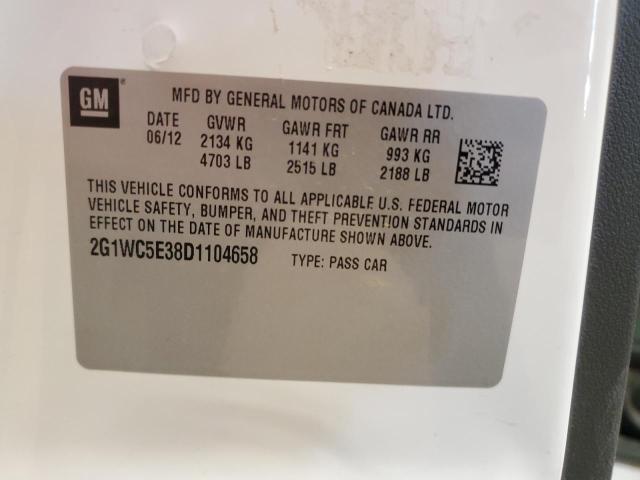 GM
MFD BY GENERAL MOTORS OF CANADA LTD.
DATE GVWR GAWR FRT GAWR RR
06/12 2134 KG 1141 KG 993 KG
4703 LB 2515 LB 2188 LB
THIS VEHICLE CONFORMS TO ALL APPLICABLE U.S. FEDERAL MOTOR
VEHICLE SAFETY, BUMPER, AND THEFT PREVENTION STANDARDS IN
EFFECT ON THE DATE OF MANUFACTURE SHOWN ABOVE.
2G1WC5E38D1104658 TYPE: PASS CAR